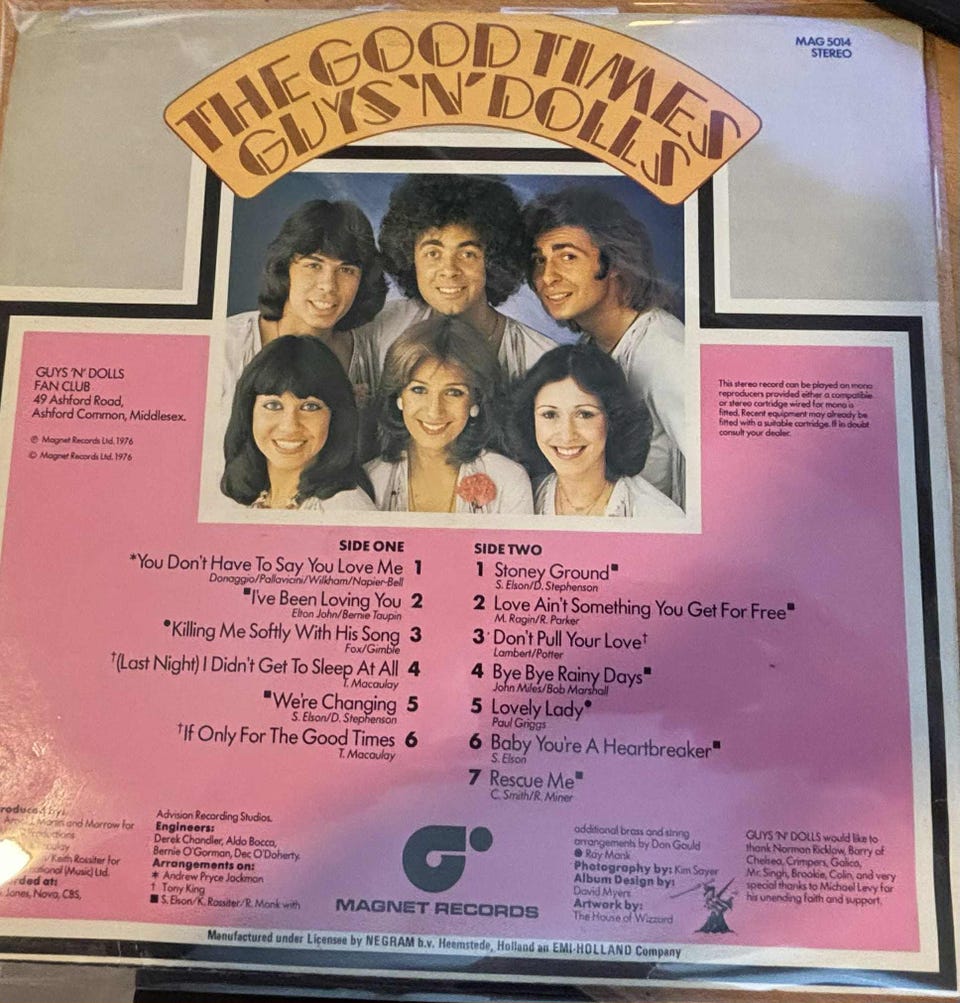 THE GOOD TIMES
GUYS 'N' DOLLS
MAG 5014
STEREO
GUYS 'N' DOLLS
FAN CLUB
49 Ashford Road,
Ashford Common, Middlesex.
℗ Magnet Records Ltd. 1976
© Magnet Records Ltd. 1976
This stereo record can be played on mono
reproducers provided either a compatible
or stereo cartridge wired for mono is
fitted. Recent equipment may already be
fitted with a suitable cartridge. If in doubt
consult your dealer.
SIDE ONE
*You Don't Have To Say You Love Me 1
Donaggio/Pallavicini/Wilkham/Napier-Bell
■I've Been Loving You 2
Elton John/Bernie Taupin
●Killing Me Softly With His Song 3
Fox/Gimble
†(Last Night) I Didn't Get To Sleep At All 4
T. Macaulay
■We're Changing 5
S. Elson/D. Stephenson
†If Only For The Good Times 6
T. Macaulay
SIDE TWO
1 Stoney Ground■
S. Elson/D. Stephenson
2 Love Ain't Something You Get For Free■
M. Ragin/R. Parker
3 Don't Pull Your Love†
Lambert/Potter
4 Bye Bye Rainy Days■
John Miles/Bob Marshall
5 Lovely Lady●
Paul Griggs
6 Baby You're A Heartbreaker■
S. Elson
7 Rescue Me■
C. Smith/R. Miner
and Morrow for
Keith Rossiter for
(Music) Ltd.
at:
Jones, Nova, CBS,
Advision Recording Studios.
Engineers:
Derek Chandler, Aldo Bocca,
Bernie O'Gorman, Dec O'Doherty.
Arrangements on:
* Andrew Pryce Jackman
† Tony King
■ S. Elson/K. Rossiter/R. Monk with
MAGNET RECORDS
additional brass and string
arrangements by Don Gould
● Ray Monk
Photography by: Kim Sayer
Album Design by:
David Myers
Artwork by:
The House of Wizzard
GUYS 'N' DOLLS would like to
thank Norman Ricklow, Barry of
Chelsea, Crimpers, Galico,
Mr. Singh, Brookie, Colin, and very
special thanks to Michael Levy for
his unending faith and support.
Manufactured under Licensee by NEGRAM b.v. Heemstede, Holland an EMI-HOLLAND Company